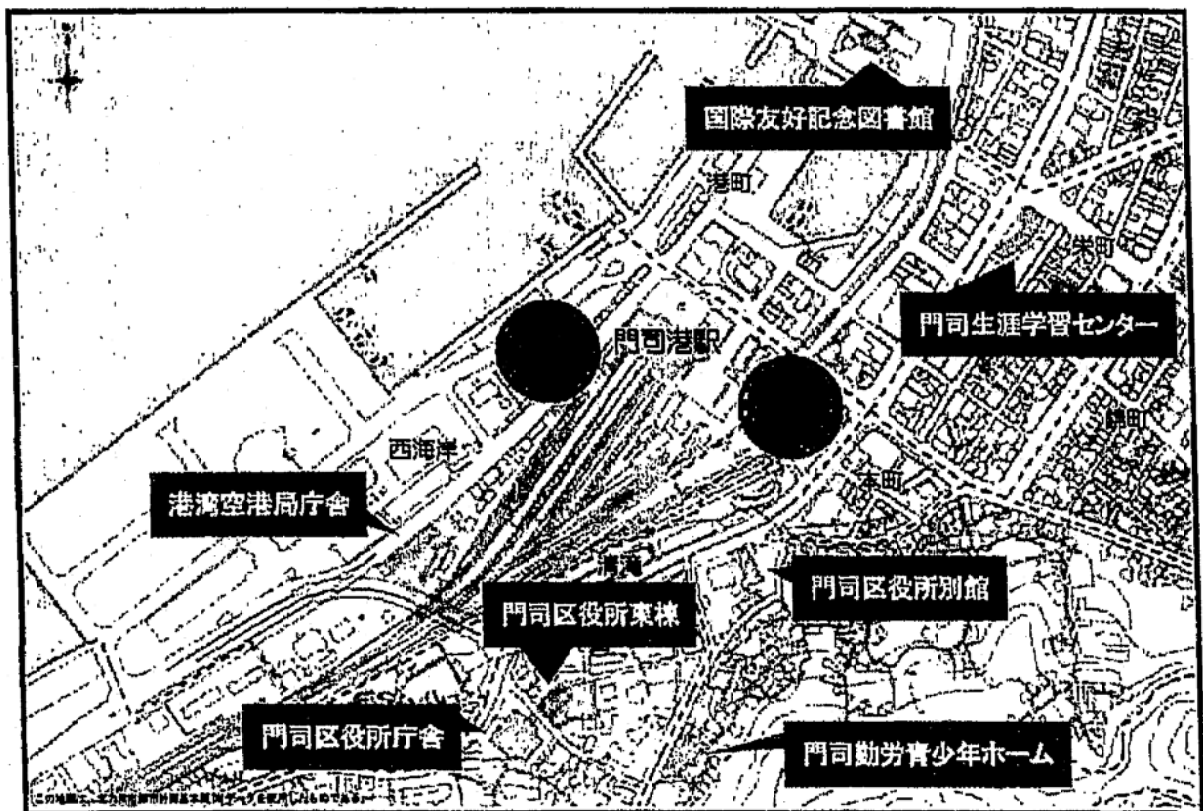 国際友好記念図書館
港町
栄町
門司生涯学習センター
門司港駅
錦町
西海岸
本町
港湾空港局庁舎
清滝
門司区役所別館
門司区役所東棟
門司区役所庁舎
門司勤労青少年ホーム